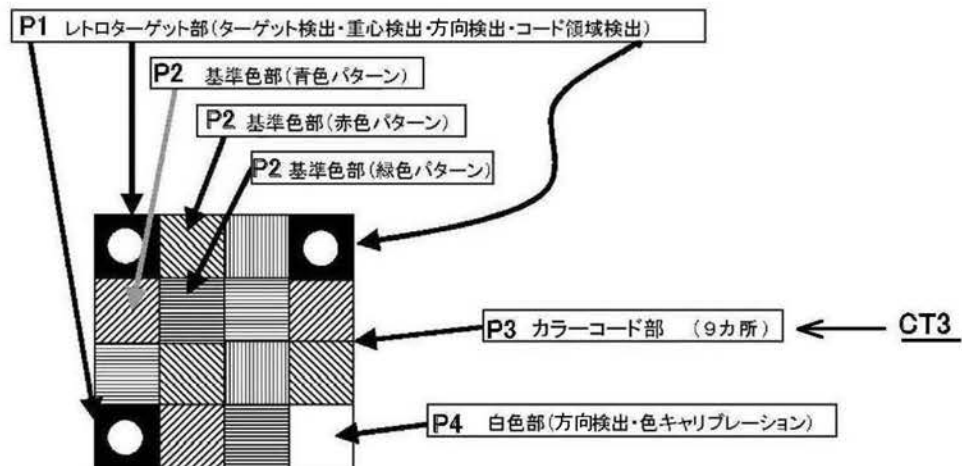 P1 レトロターゲット部(ターゲット検出・重心検出・方向検出・コード領域検出)
P2 基準色部(青色パターン)
P2 基準色部(赤色パターン)
P2 基準色部(緑色パターン)
P3 カラーコード部 (9カ所)
CT3
P4 白色部(方向検出・色キャリブレーション)